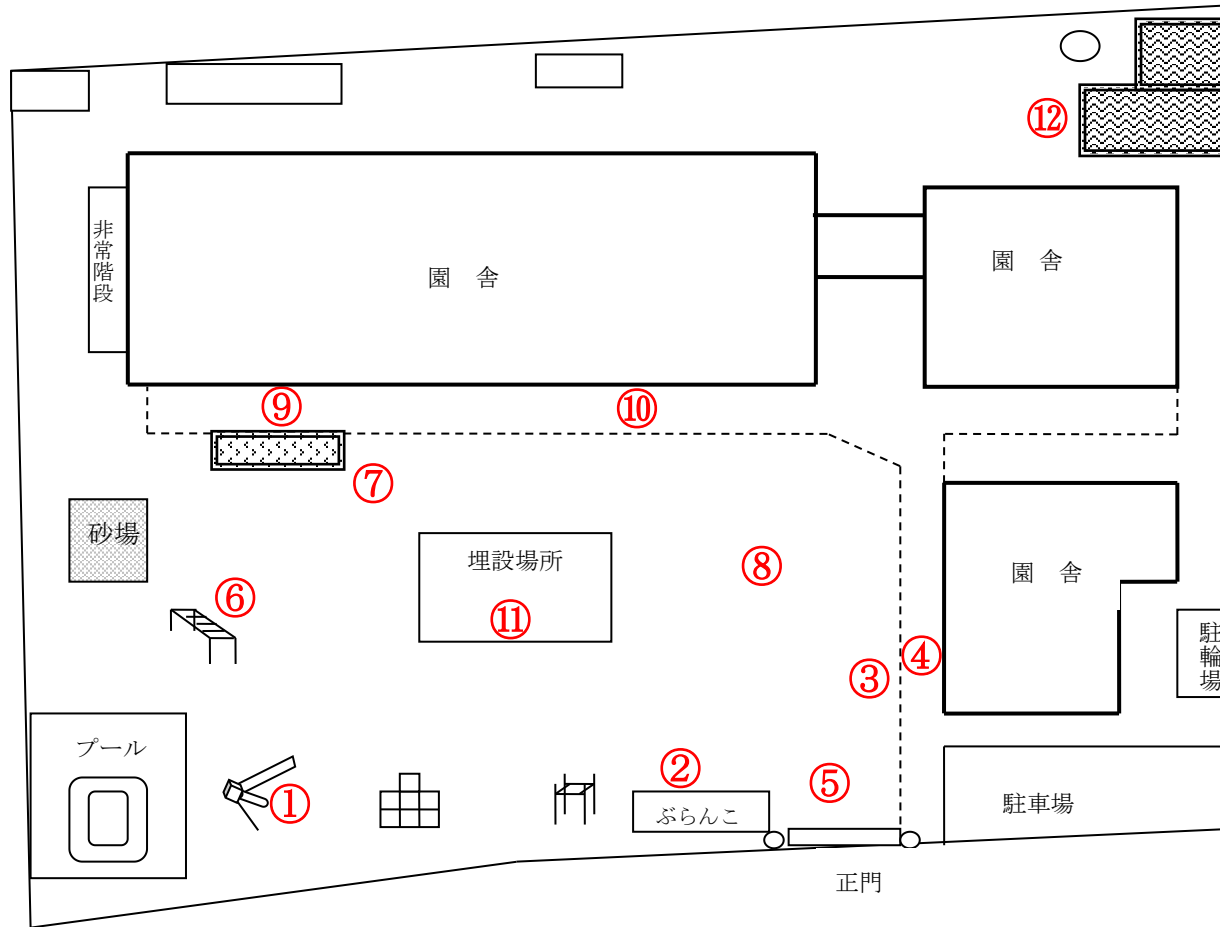 ⑫
非常階段
園　舎
園　舎
⑨
⑩
⑦
砂場
埋設場所
⑧
園　舎
⑥
⑪
④
③
駐輪場
プール
②
⑤
①
ぶらんこ
駐車場
正門